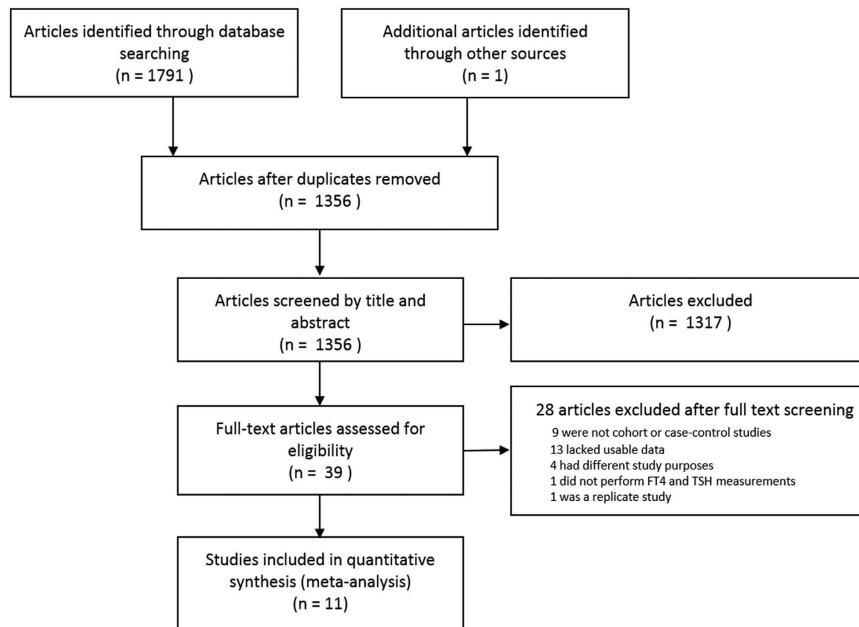 Articles identified through database
searching
(n = 1791 )
Additional articles identified
through other sources
(n = 1)
Articles after duplicates removed
(n =  1356 )
Articles screened by title and
abstract
(n = 1356 )
Articles excluded
(n =  1317 )
Full-text articles assessed for
eligibility
(n =  39 )
28 articles excluded after full text screening
9 were not cohort or case-control studies
13 lacked usable data
4 had different study purposes
1 did not perform FT4 and TSH measurements
1 was a replicate study
Studies included in quantitative
synthesis (meta-analysis)
(n = 11)